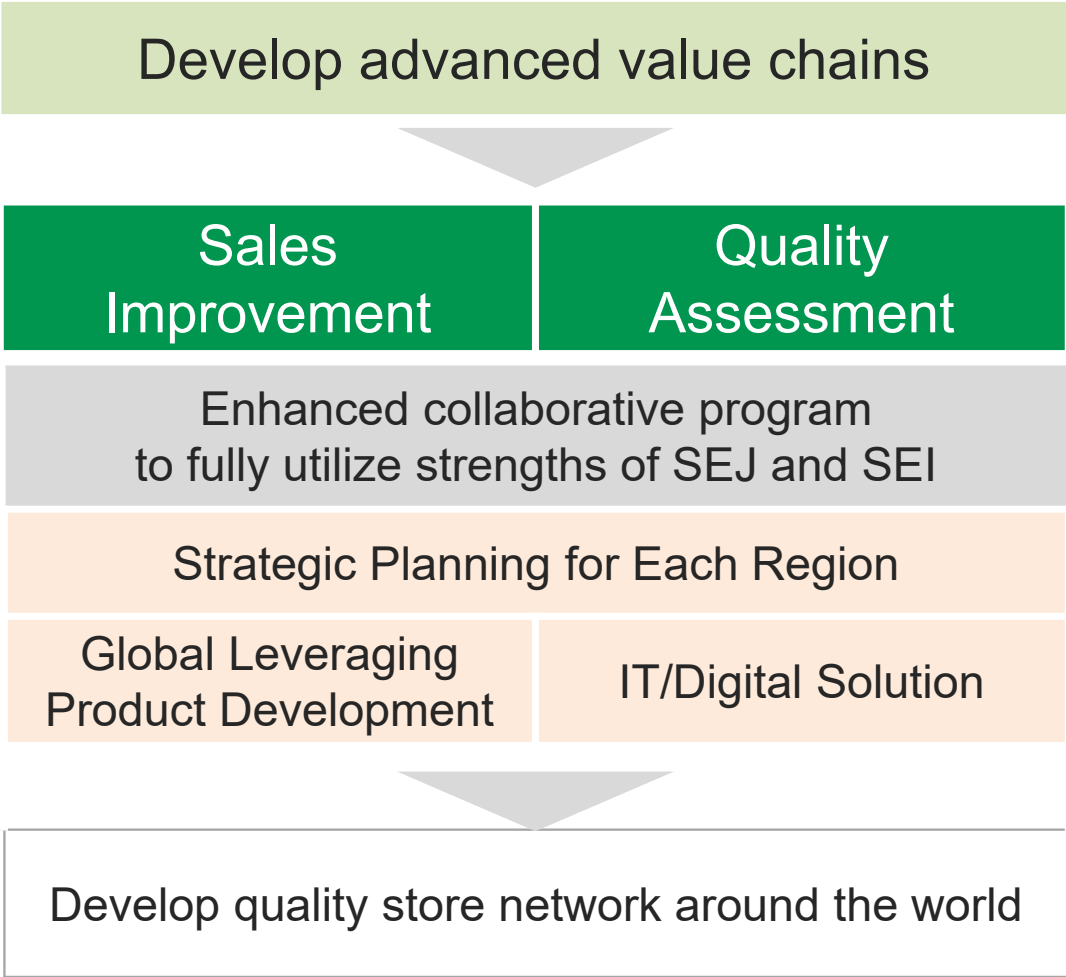 Develop advanced value chains
Sales
Improvement
Quality
Assessment
Enhanced collaborative program
to fully utilize strengths of SEJ and SEI
Strategic Planning for Each Region
Global Leveraging
Product Development
IT/Digital Solution
Develop quality store network around the world